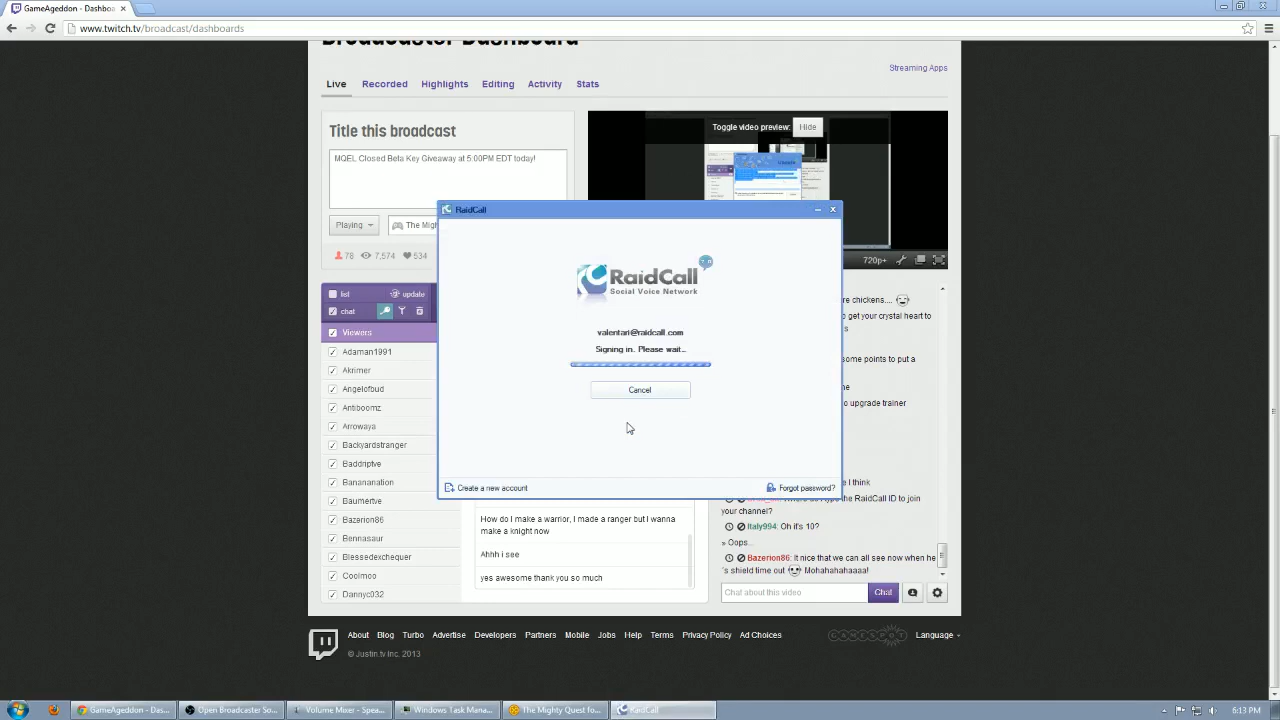 GameAgeddon - Dashboa
www.twitch.tv/broadcast/dashboards
Broadcaster Dashboard
Streaming Apps
Live Recorded Highlights Editing Activity Stats
Title this broadcast
MQEL Closed Beta Key Giveaway at 5:00PM EDT today!
Toggle video preview: Hide
Playing The Migh
78 7,574 534
720p+
RaidCall
RaidCall
Social Voice Network
valentari@raidcall.com
Signing in. Please wait...
Cancel
Create a new account Forgot password?
list update
chat
Viewers
Adaman1991
Akrimer
Angelofbud
Antiboomz
Arrowaya
Backyardstranger
Baddriptve
Banananation
Baumertve
Bazerion86
Bennasaur
Blessedexchequer
Coolmoo
Dannyc032
How do I make a warrior, I made a ranger but I wanna
make a knight now
Ahhh i see
yes awesome thank you so much
re chickens....
to get your crystal heart to
some points to put a
to upgrade trainer
I think
the RaidCall ID to join
your channel?
Italy994: Oh it's 10?
» Oops..
Bazerion86: It nice that we can all see now when he
's shield time out Mohahahaaaa!
Chat about this video Chat
About Blog Turbo Advertise Developers Partners Mobile Jobs Help Terms Privacy Policy Ad Choices GAMESPOT Language
© Justin.tv Inc. 2013
GameAgeddon - Das... Open Broadcaster So... Volume Mixer - Spea... Windows Task Mana... The Mighty Quest fo... RaidCall 6:13 PM